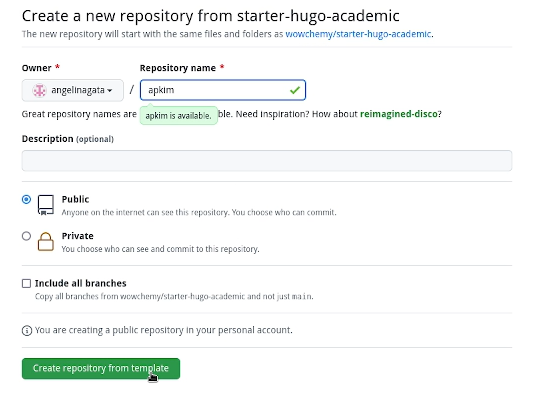 Create a new repository from starter-hugo-academic
The new repository will start with the same files and folders as wowchemy/starter-hugo-academic.
Owner * Repository name *
angelinagata / apkim
Great repository names are ble. Need inspiration? How about reimagined-disco?
apkim is available.
Description (optional)
Public
Anyone on the internet can see this repository. You choose who can commit.
Private
You choose who can see and commit to this repository.
Include all branches
Copy all branches from wowchemy/starter-hugo-academic and not just main.
You are creating a public repository in your personal account.
Create repository from template